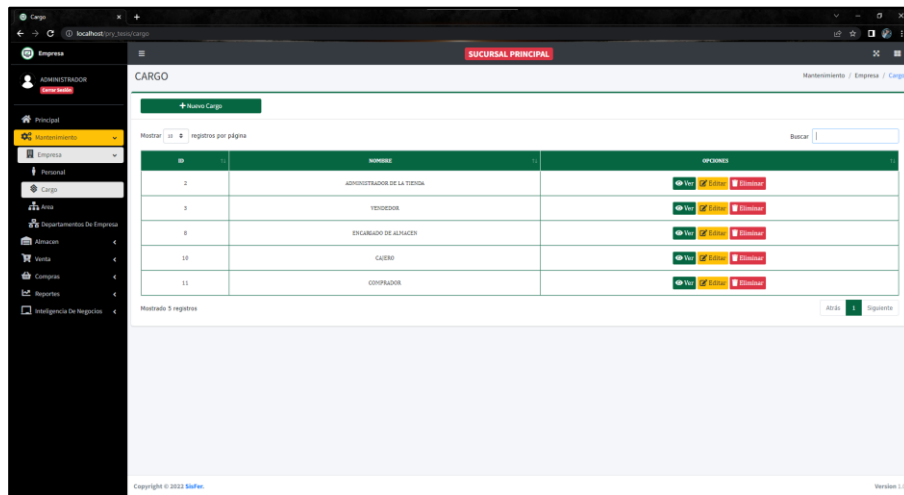 Cargo
localhost/pry_tesis/cargo
Empresa
SUCURSAL PRINCIPAL
ADMINISTRADOR
Cerrar Sesión
CARGO
Mantenimiento / Empresa / Cargo
Nuevo Cargo
Principal
Mantenimiento
Empresa
Personal
Cargo
Area
Departamentos De Empresa
Almacen
Venta
Compras
Reportes
Inteligencia De Negocios
Mostrar 10 registros por página
Buscar
ID NOMBRE OPCIONES
2 ADMINISTRADOR DE LA TIENDA Ver Editar Eliminar
3 VENDEDOR Ver Editar Eliminar
8 ENCARGADO DE ALMACEN Ver Editar Eliminar
10 CAJERO Ver Editar Eliminar
11 COMPRADOR Ver Editar Eliminar
Mostrado 5 registros
Atrás 1 Siguiente
Copyright © 2022
Version